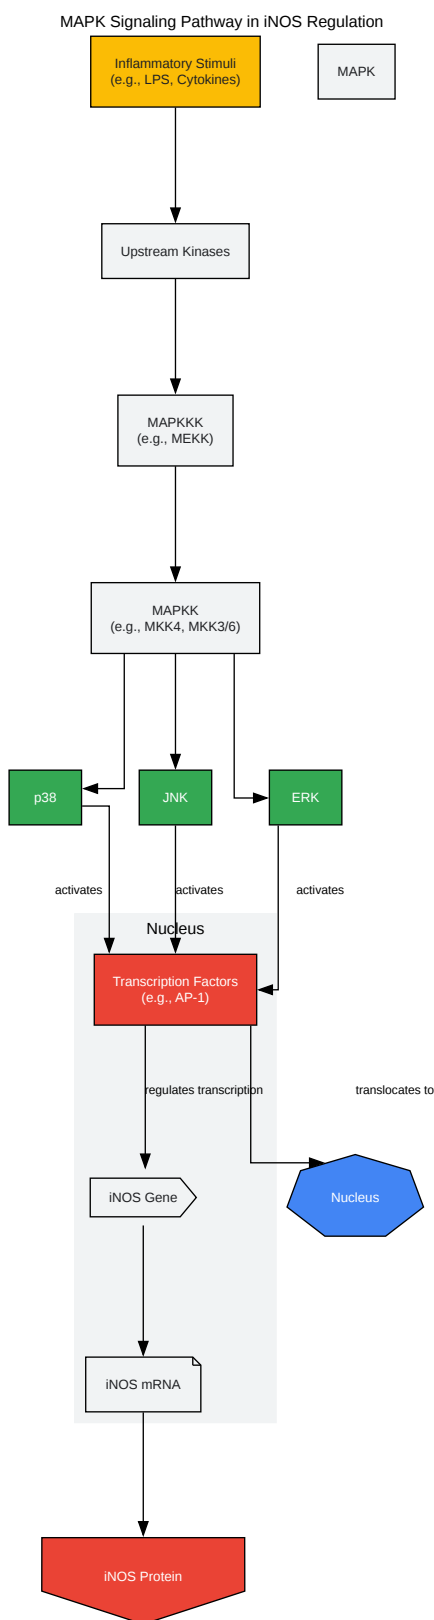 MAPK Signaling Pathway in iNOS Regulation
Inflammatory Stimuli
(e.g., LPS, Cytokines)
MAPK
Upstream Kinases
MAPKKK
(e.g., MEKK)
MAPKK
(e.g., MKK4, MKK3/6)
p38
JNK
ERK
activates
activates
activates
Nucleus
Transcription Factors
(e.g., AP-1)
regulates transcription
translocates to
iNOS Gene
Nucleus
iNOS mRNA
iNOS Protein